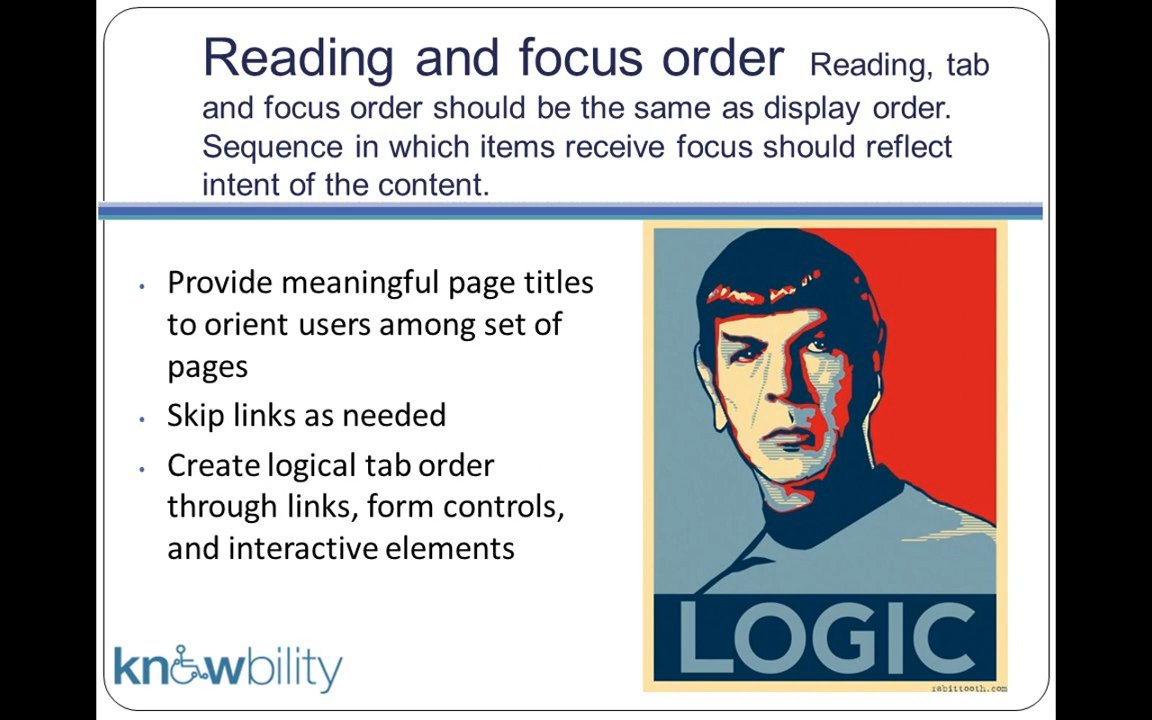 Reading and focus order Reading, tab
and focus order should be the same as display order.
Sequence in which items receive focus should reflect
intent of the content.
• Provide meaningful page titles
to orient users among set of
pages
• Skip links as needed
• Create logical tab order
through links, form controls,
and interactive elements
LOGIC
rabittooth.com
knowbility